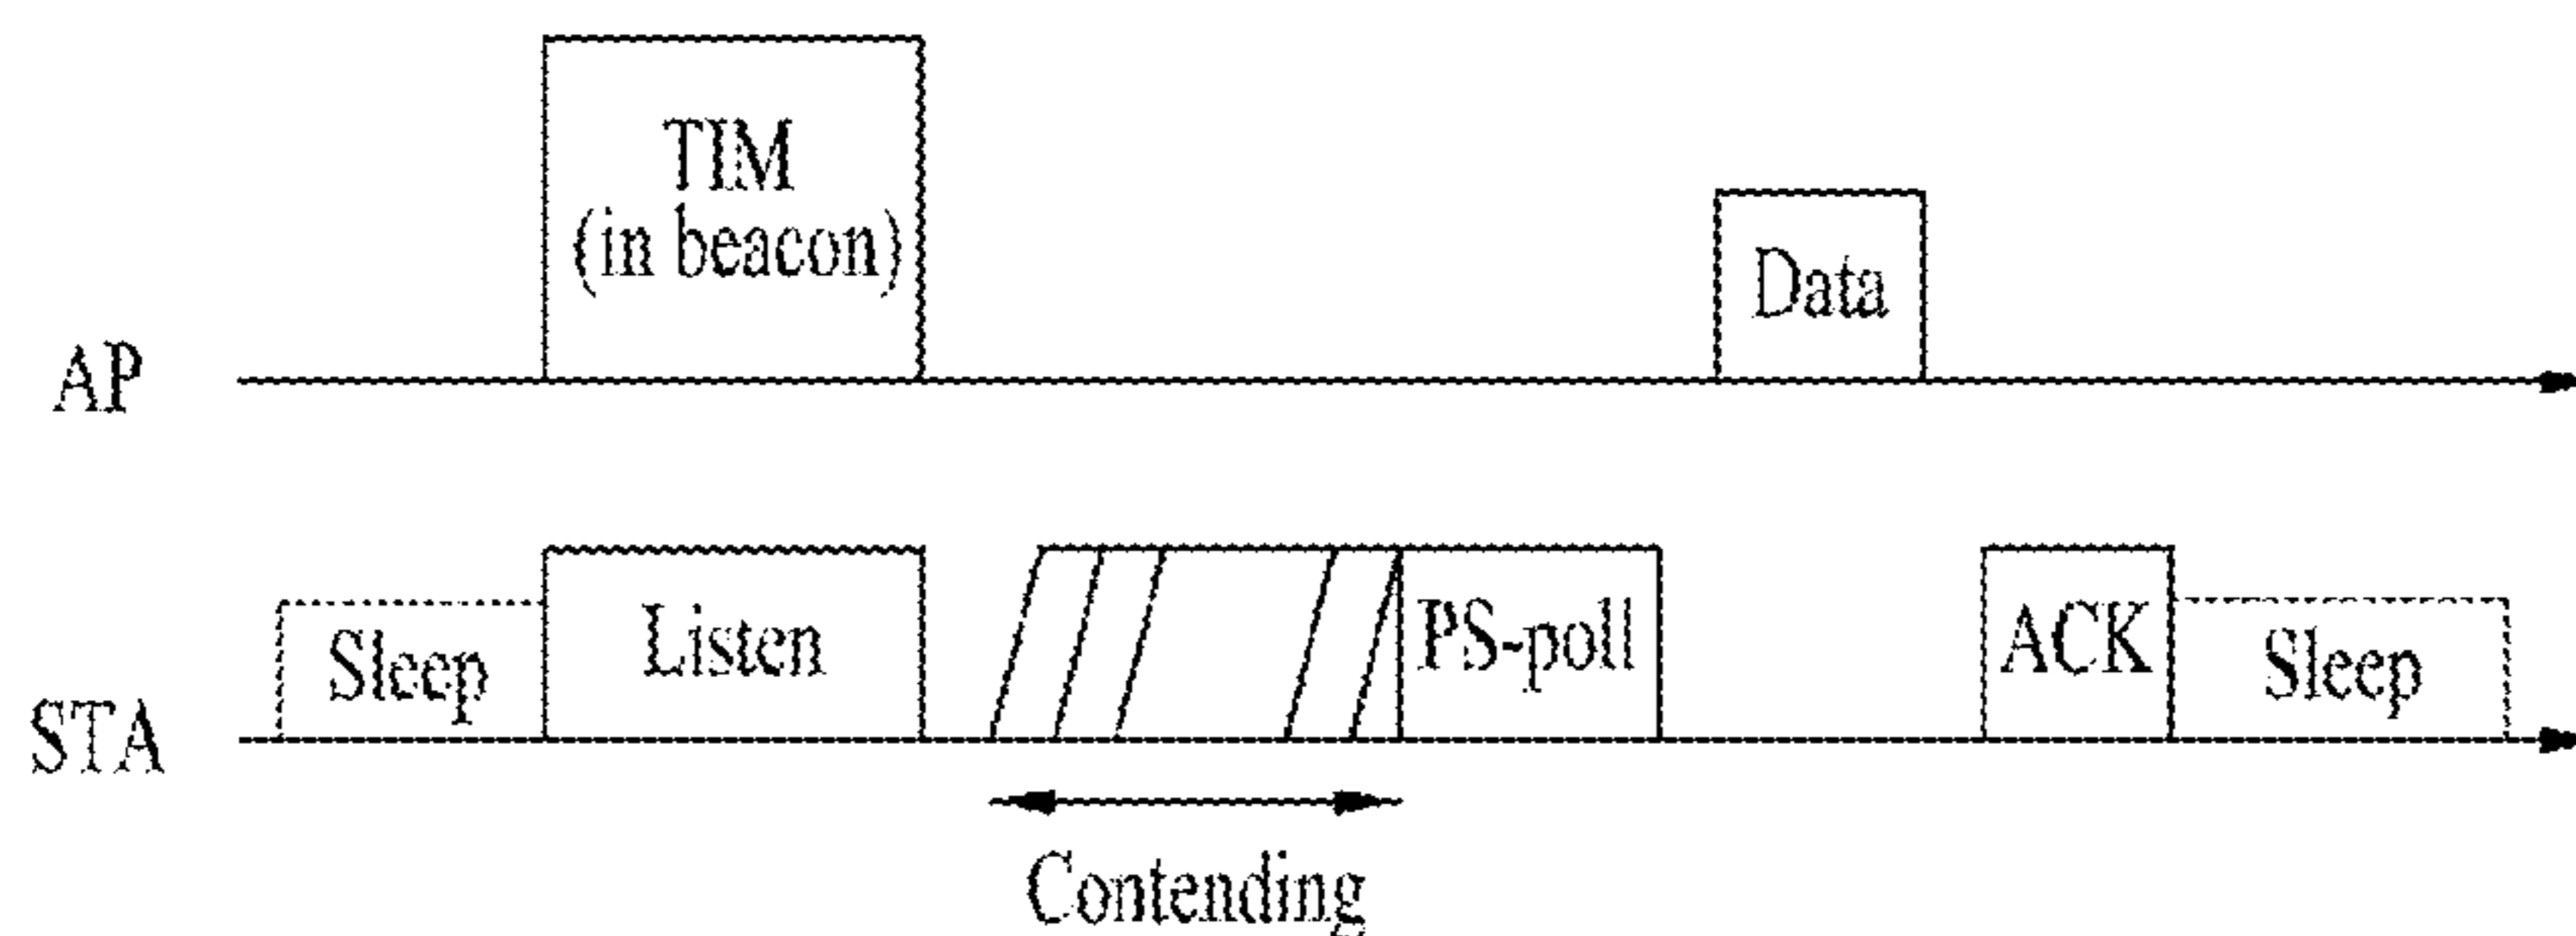 TIM
(in beacon)
Data
AP
Sleep
Listen
PS-poll
ACK
Sleep
STA
Contending